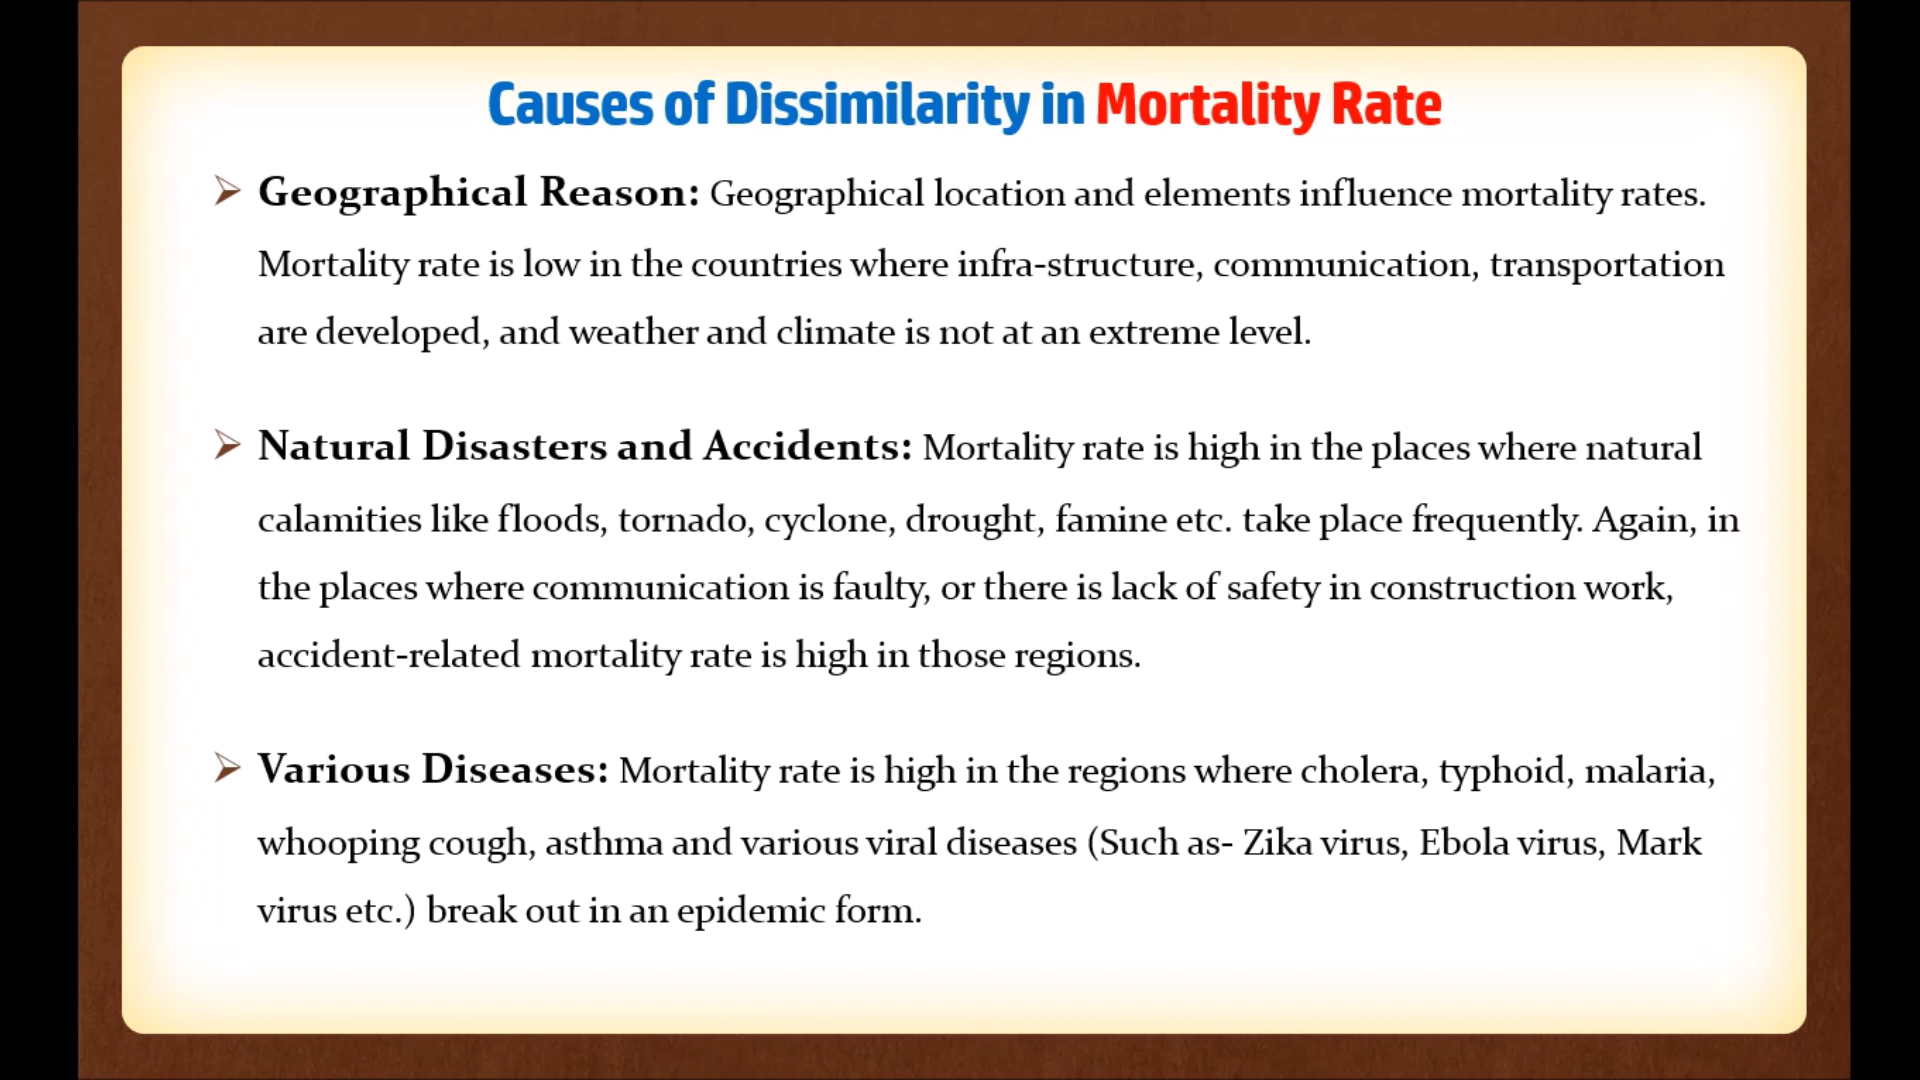 Causes of Dissimilarity in Mortality Rate
Geographical Reason: Geographical location and elements influence mortality rates.
Mortality rate is low in the countries where infra-structure, communication, transportation
are developed, and weather and climate is not at an extreme level.
Natural Disasters and Accidents: Mortality rate is high in the places where natural
calamities like floods, tornado, cyclone, drought, famine etc. take place frequently. Again, in
the places where communication is faulty, or there is lack of safety in construction work,
accident-related mortality rate is high in those regions.
Various Diseases: Mortality rate is high in the regions where cholera, typhoid, malaria,
whooping cough, asthma and various viral diseases (Such as- Zika virus, Ebola virus, Mark
virus etc.) break out in an epidemic form.